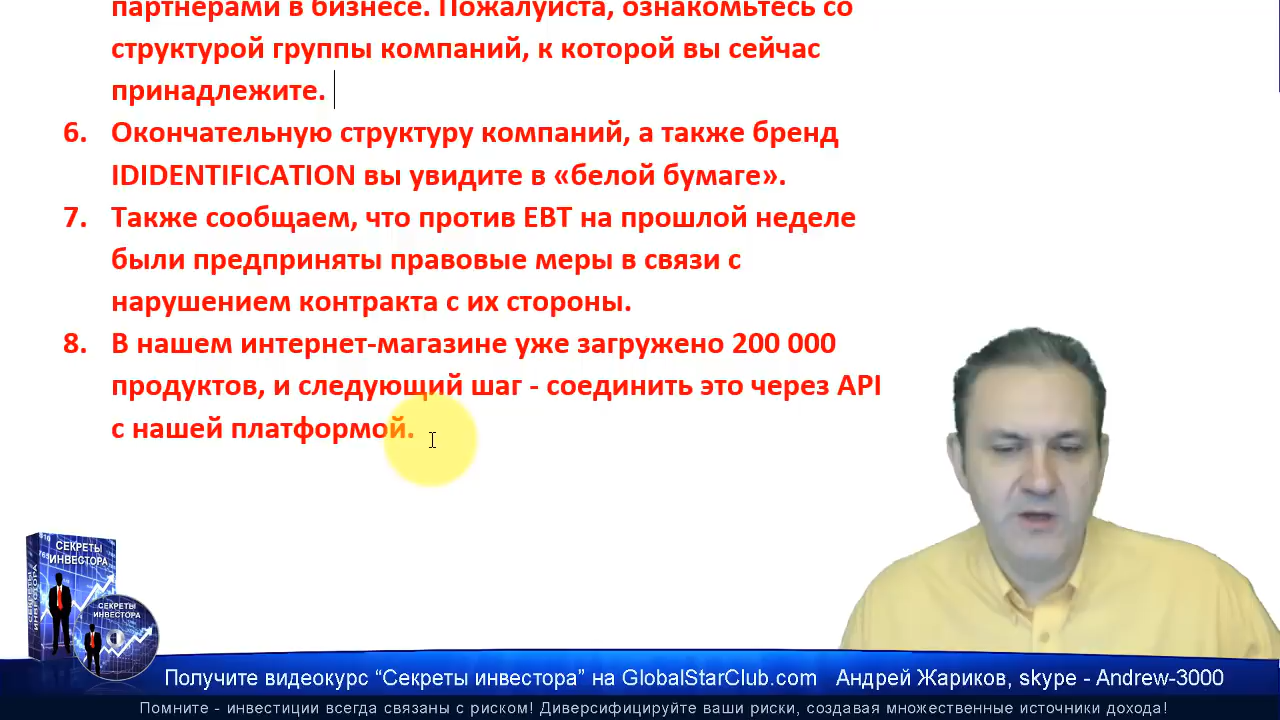 партнерами в бизнесе. Пожалуйста, ознакомьтесь со
структурой группы компаний, к которой вы сейчас
принадлежите.
6. Окончательную структуру компаний, а также бренд
IDIDENTIFICATION вы увидите в «белой бумаге».
7. Также сообщаем, что против EBT на прошлой неделе
были предприняты правовые меры в связи с
нарушением контракта с их стороны.
8. В нашем интернет-магазине уже загружено 200 000
продуктов, и следующий шаг - соединить это через API
с нашей платформой.
СЕКРЕТЫ
ИНВЕСТОРА
СЕКРЕТЫ
ИНВЕСТОРА
Получите видеокурс “Секреты инвестора” на GlobalStarClub.com Андрей Жариков, skype - Andrew-3000
Помните - инвестиции всегда связаны с риском! Диверсифицируйте ваши риски, создавая множественные источники дохода!